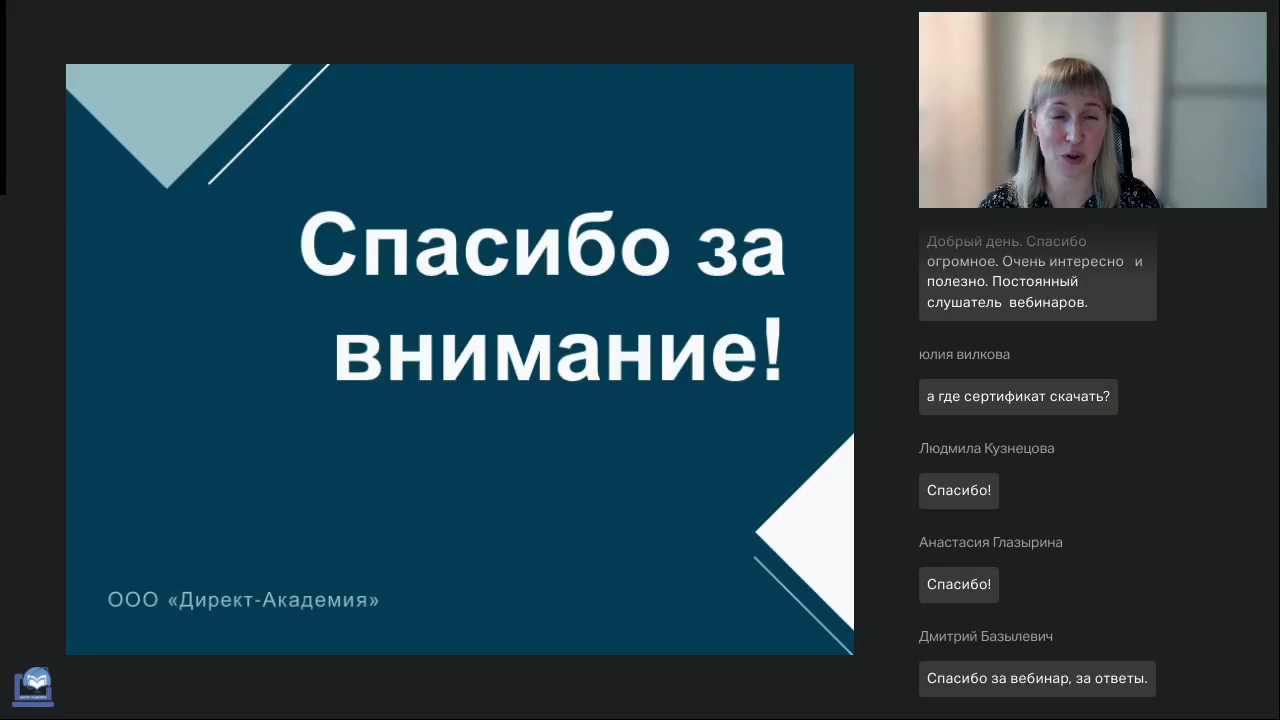 Спасибо за
внимание!
ООО «Директ-Академия»
Добрый день. Спасибо
огромное. Очень интересно и
полезно. Постоянный
слушатель вебинаров.
юлия вилкова
а где сертификат скачать?
Людмила Кузнецова
Спасибо!
Анастасия Глазырина
Спасибо!
Дмитрий Базылевич
Спасибо за вебинар, за ответы.